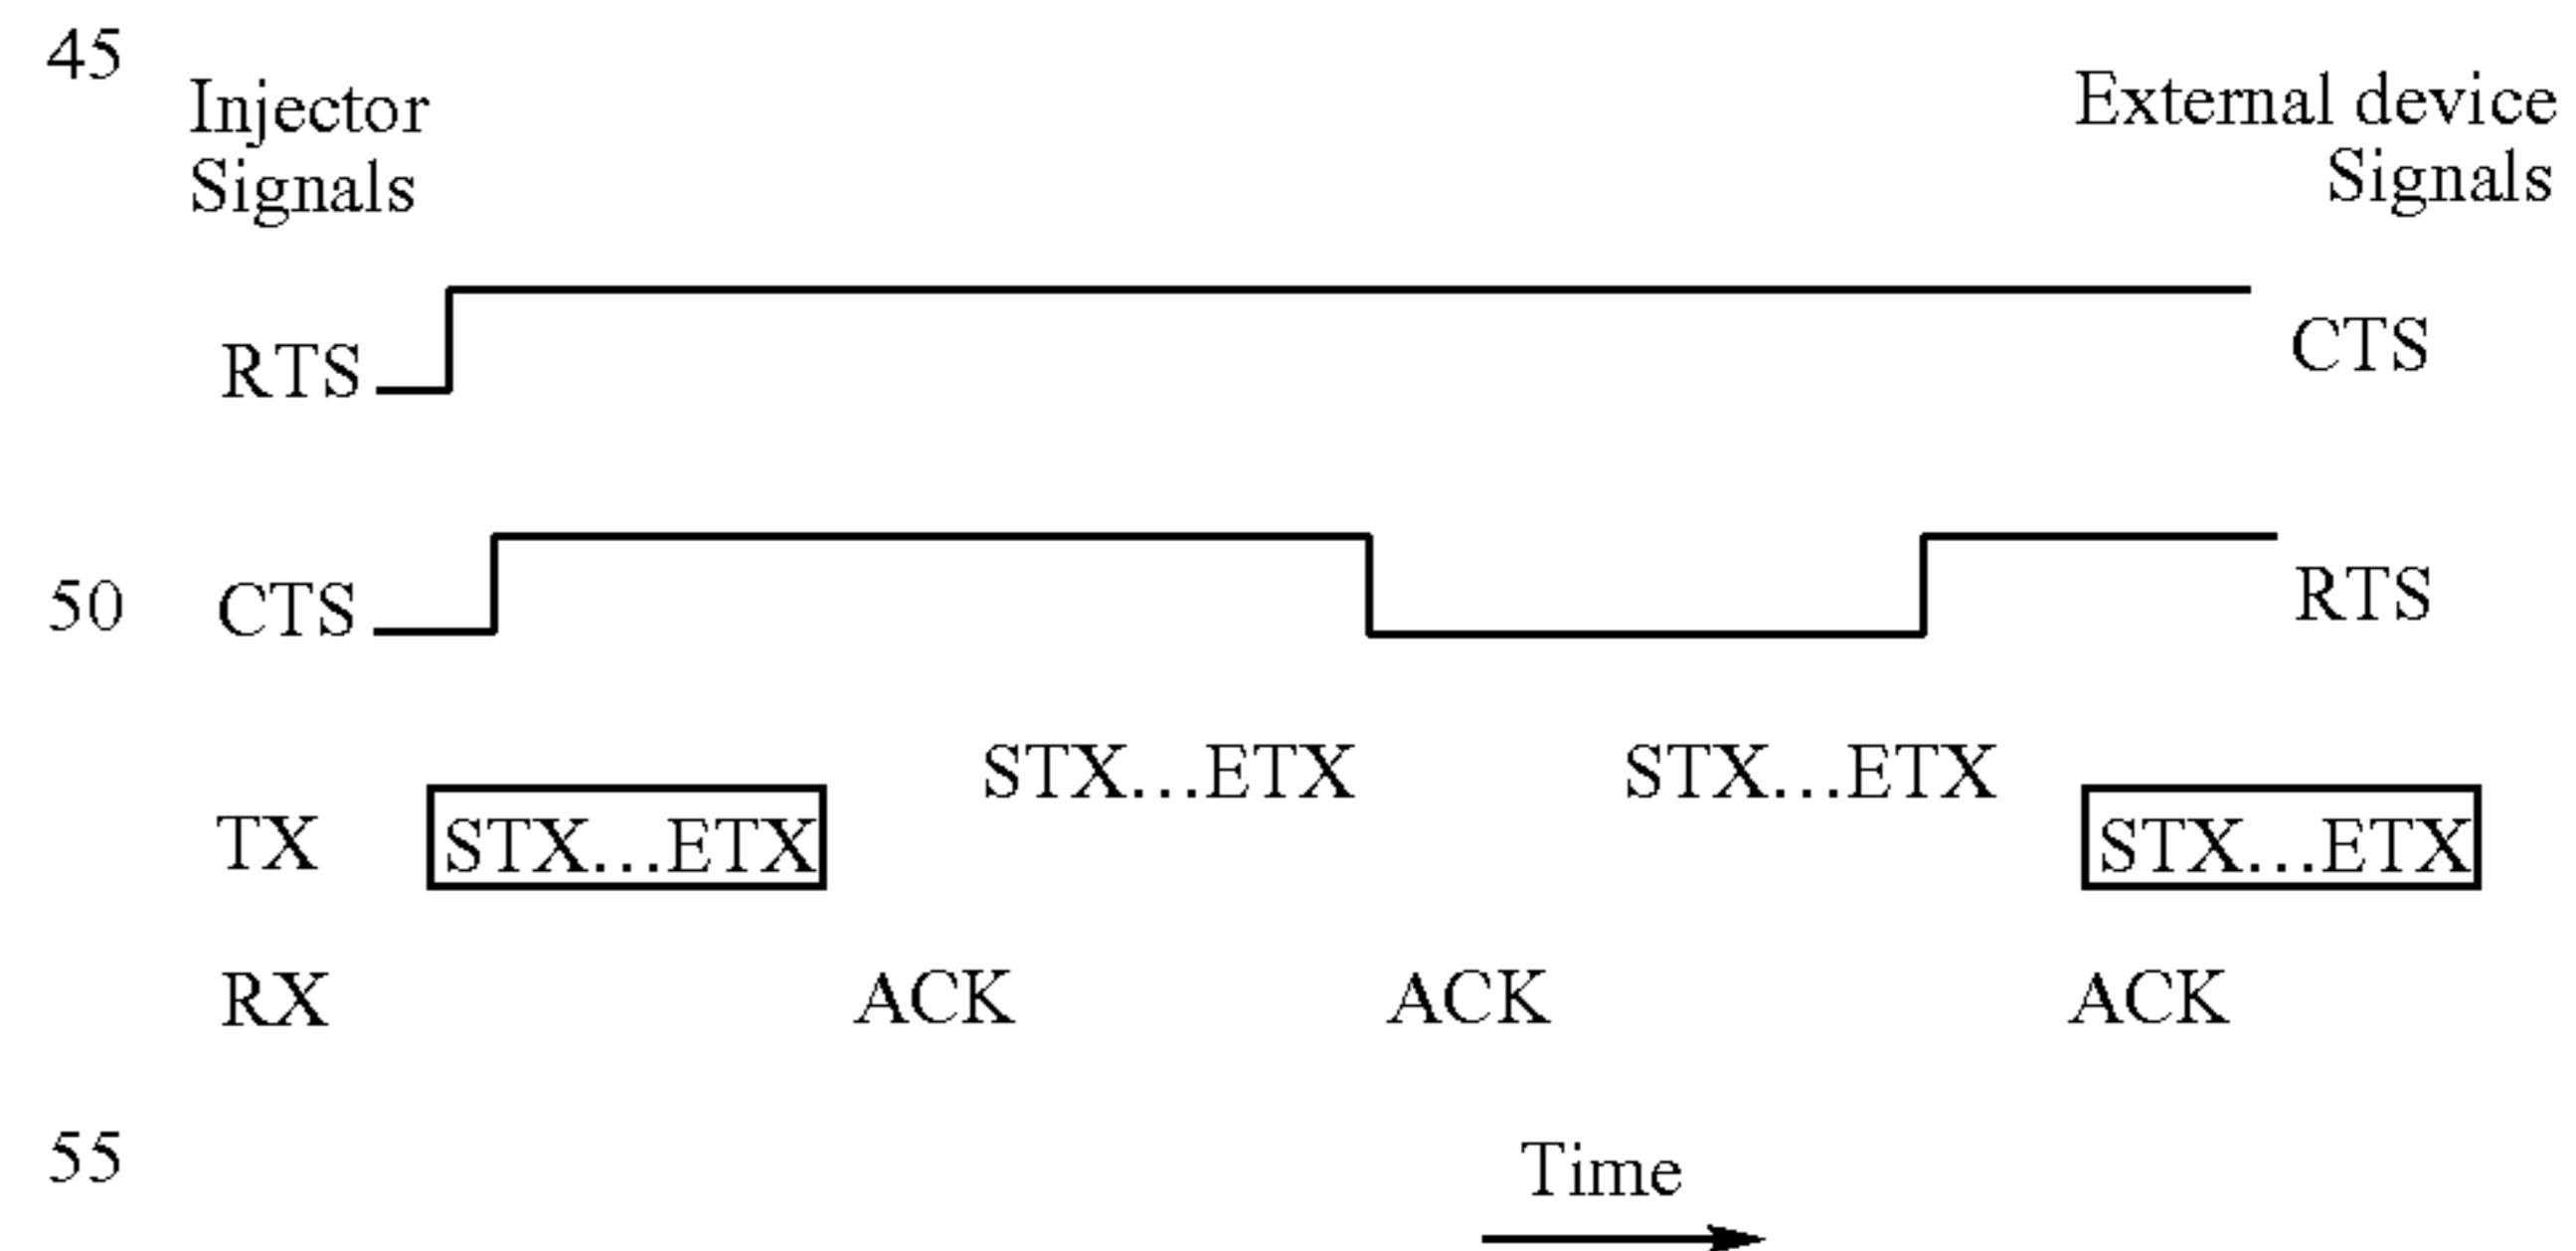 45
Injector
Signals
External device
Signals
RTS
CTS
50
CTS
RTS
STX...ETX
STX...ETX
TX
STX...ETX
STX...ETX
RX
ACK
ACK
ACK
55
Time